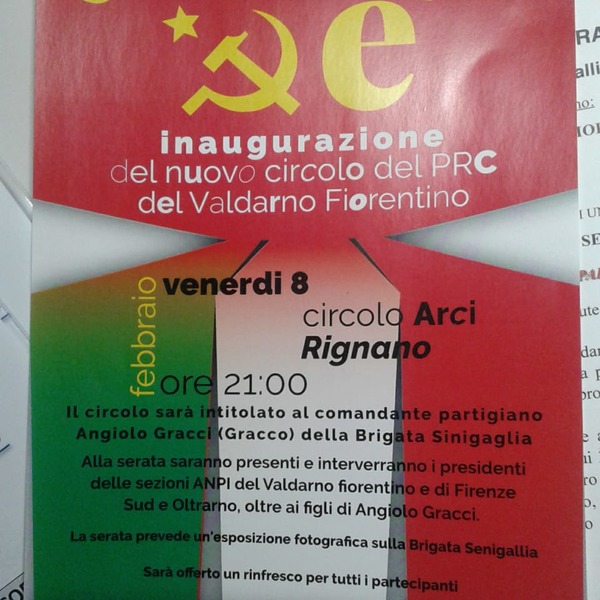 e
inaugurazione
del nuovo circolo del PRC
del Valdarno Fiorentino
febbraio
venerdi 8
circolo Arci
Rignano
ore 21:00
Il circolo sarà intitolato al comandante partigiano
Angiolo Gracci (Gracco) della Brigata Sinigaglia
Alla serata saranno presenti e interverranno i presidenti
delle sezioni ANPI del Valdarno fiorentino e di Firenze
Sud e Oltrarno, oltre ai figli di Angiolo Gracci.
La serata prevede un'esposizione fotografica sulla Brigata Senigallia
Sarà offerto un rinfresco per tutti i partecipanti